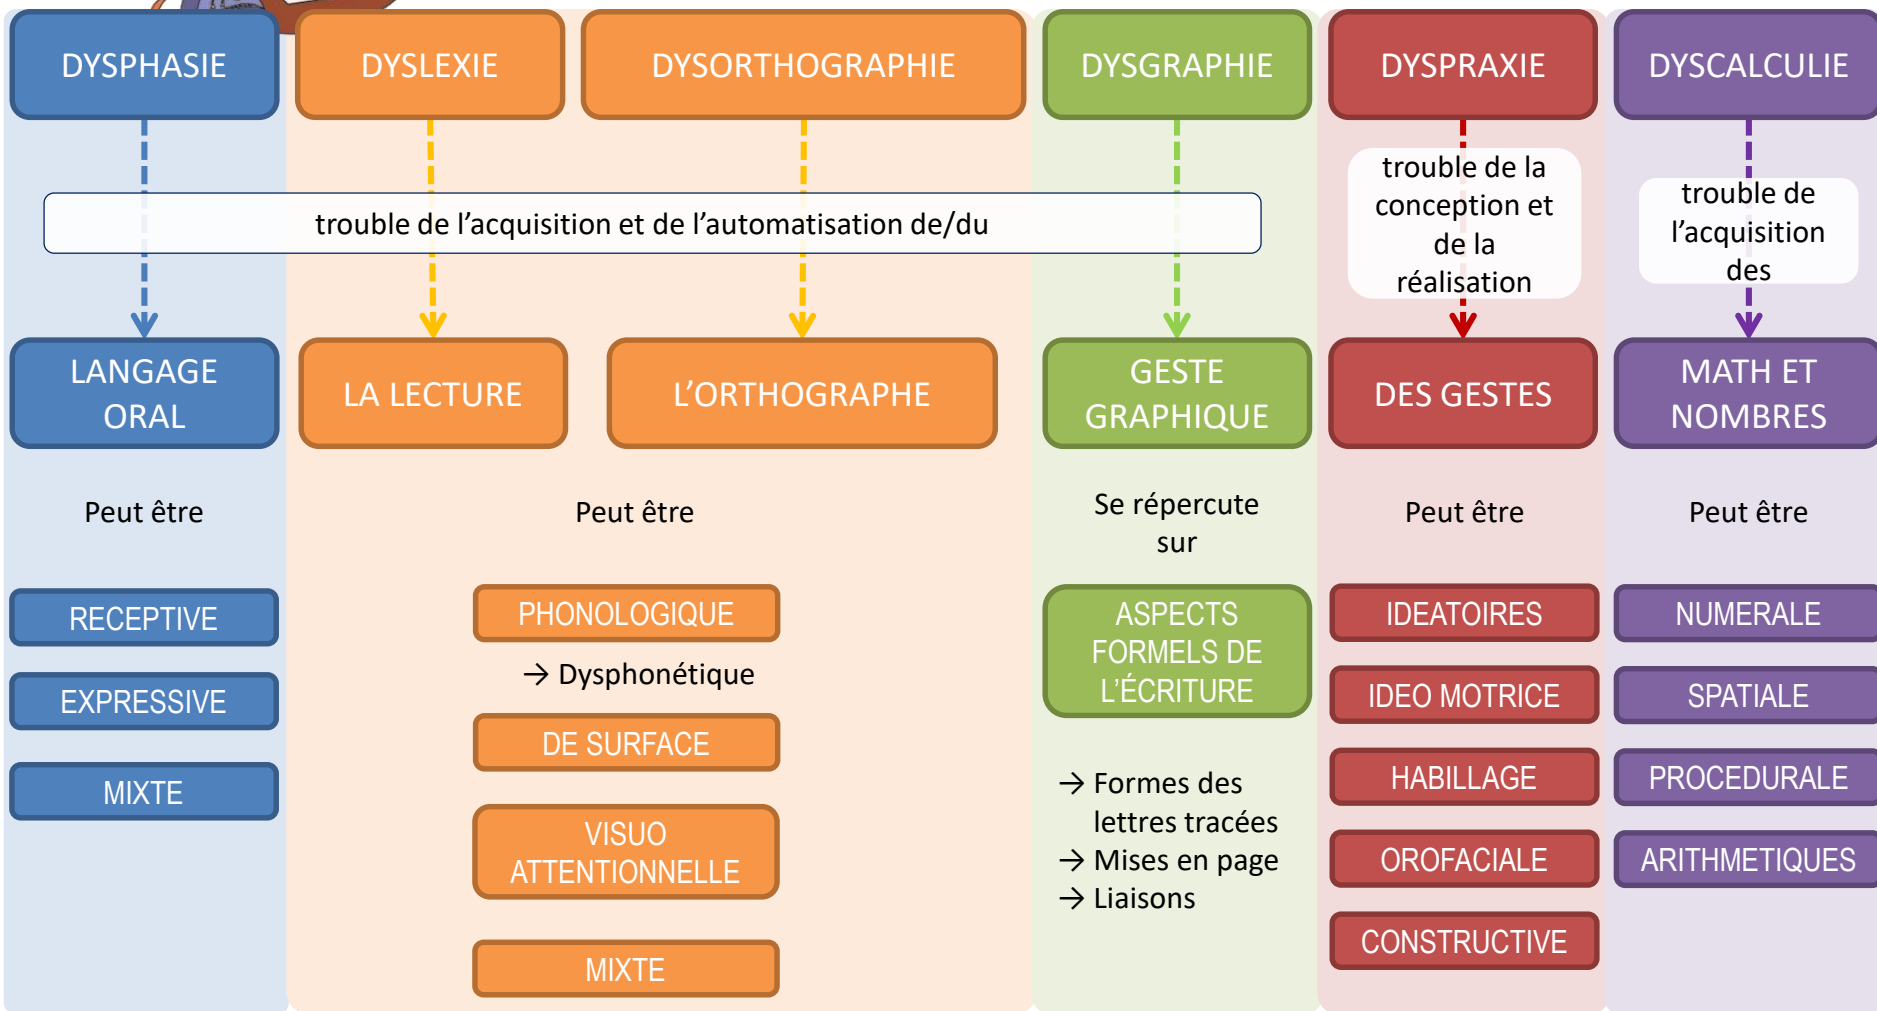 DYSPHASIE
DYSLEXIE
DYSORTHOGRAPHIE
DYSGRAPHIE
DYSPRAXIE
DYSCALCULIE
trouble de l’acquisition et de l’automatisation de/du
trouble de la
conception et
de la
réalisation
trouble de
l’acquisition
des
LANGAGE
ORAL
LA LECTURE
L’ORTHOGRAPHE
GESTE
GRAPHIQUE
DES GESTES
MATH ET
NOMBRES
Peut être
RECEPTIVE
EXPRESSIVE
MIXTE
Peut être
PHONOLOGIQUE
→ Dysphonétique
DE SURFACE
VISUO
ATTENTIONNELLE
MIXTE
Se répercute
sur
ASPECTS
FORMELS DE
L’ÉCRITURE
→ Formes des
lettres tracées
→ Mises en page
→ Liaisons
Peut être
IDEATOIRES
IDEO MOTRICE
HABILLAGE
OROFACIALE
CONSTRUCTIVE
Peut être
NUMERALE
SPATIALE
PROCEDURALE
ARITHMETIQUES